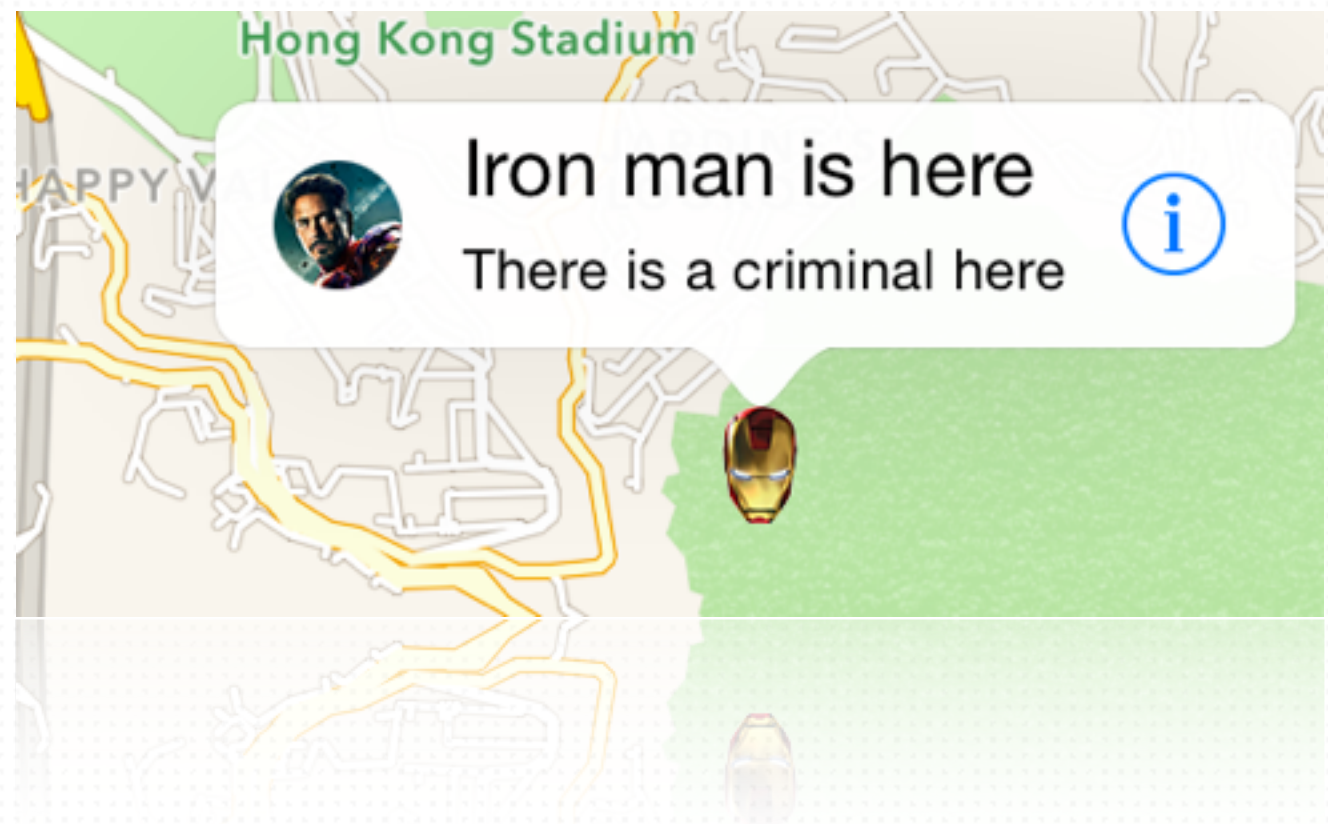 Hong Kong Stadium
HAPPY VA
Iron man is here
There is a criminal here
i